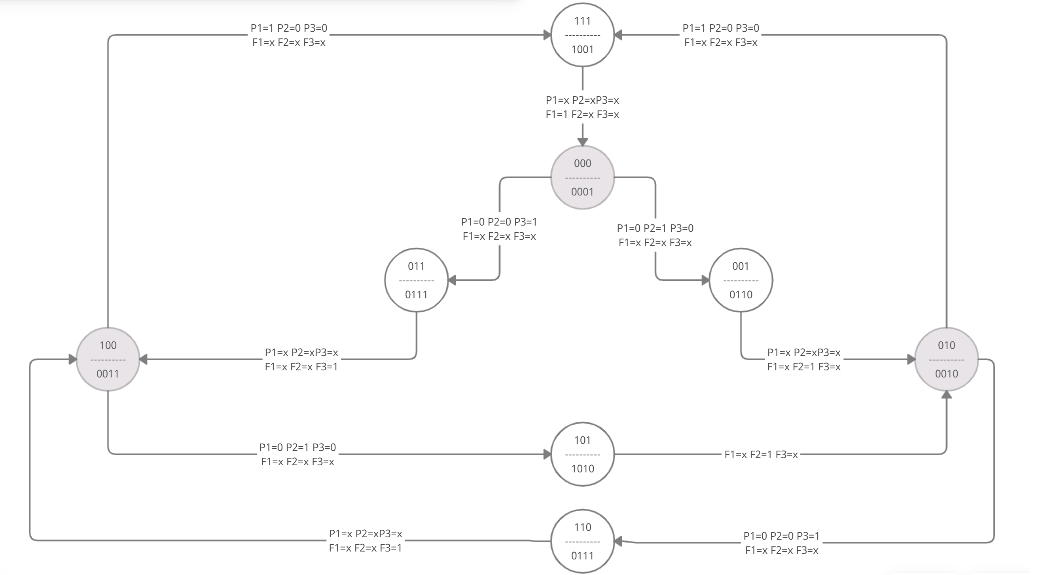 P1=1 P2=0 P3=0
F1=x F2=x F3=x
111
1001
P1=1 P2=0 P3=0
F1=x F2=x F3=x
P1=x P2=xP3=x
F1=1 F2=x F3=x
000
0001
P1=0 P2=0 P3=1
F1=x F2=x F3=x
P1=0 P2=1 P3=0
F1=x F2=x F3=x
011
0111
001
0110
100
0011
P1=x P2=xP3=x
F1=x F2=x F3=1
P1=x P2=xP3=x
F1=x F2=1 F3=x
010
0010
P1=0 P2=1 P3=0
F1=x F2=x F3=x
101
1010
F1=x F2=1 F3=x
P1=x P2=xP3=x
F1=x F2=x F3=1
110
0111
P1=0 P2=0 P3=1
F1=x F2=x F3=x